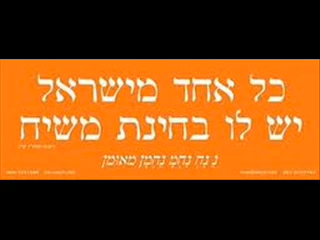 כל אחד מישראל
יש לו בחינת משיח
נ נח נחמ נחמן מאומן